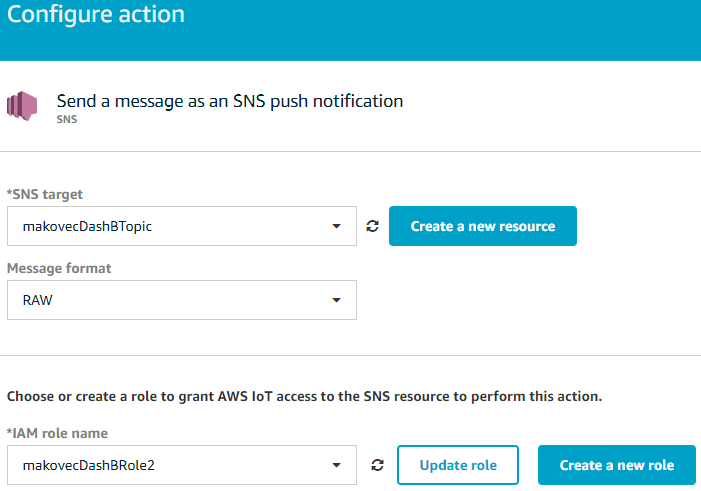 Configure action
Send a message as an SNS push notification
SNS
*SNS target
makovecDashBTopic
Create a new resource
Message format
RAW
Choose or create a role to grant AWS IoT access to the SNS resource to perform this action.
*IAM role name
makovecDashBRole2
Update role
Create a new role